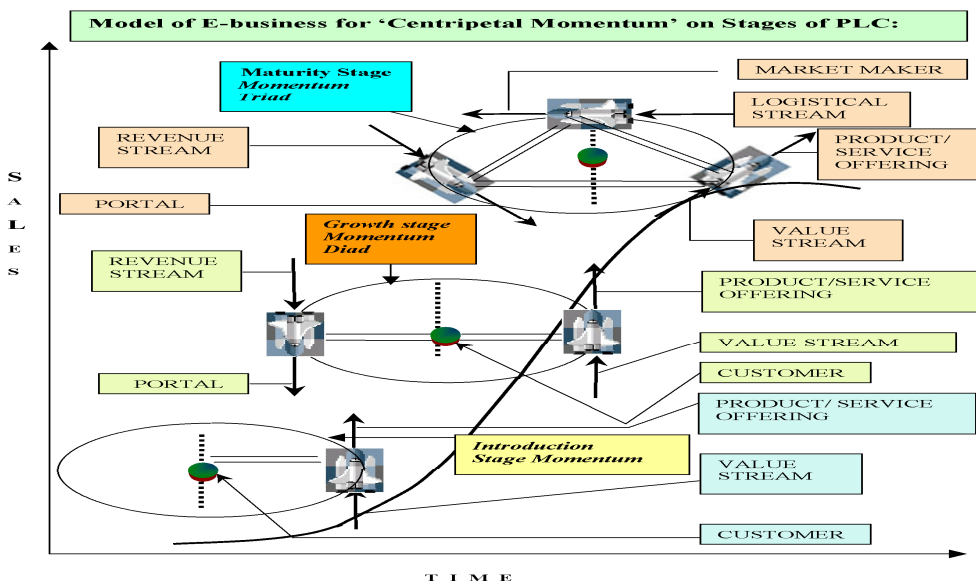 Model of E-business for ‘Centripetal Momentum’ on Stages of PLC:
Maturity Stage
Momentum
Triad
MARKET MAKER
LOGISTICAL
STREAM
REVENUE
STREAM
PRODUCT/
SERVICE
OFFERING
PORTAL
VALUE
STREAM
SALES
Growth stage
Momentum
Diad
REVENUE
STREAM
PRODUCT/SERVICE
OFFERING
VALUE STREAM
PORTAL
CUSTOMER
PRODUCT/ SERVICE
OFFERING
Introduction
Stage Momentum
VALUE
STREAM
CUSTOMER
TIME